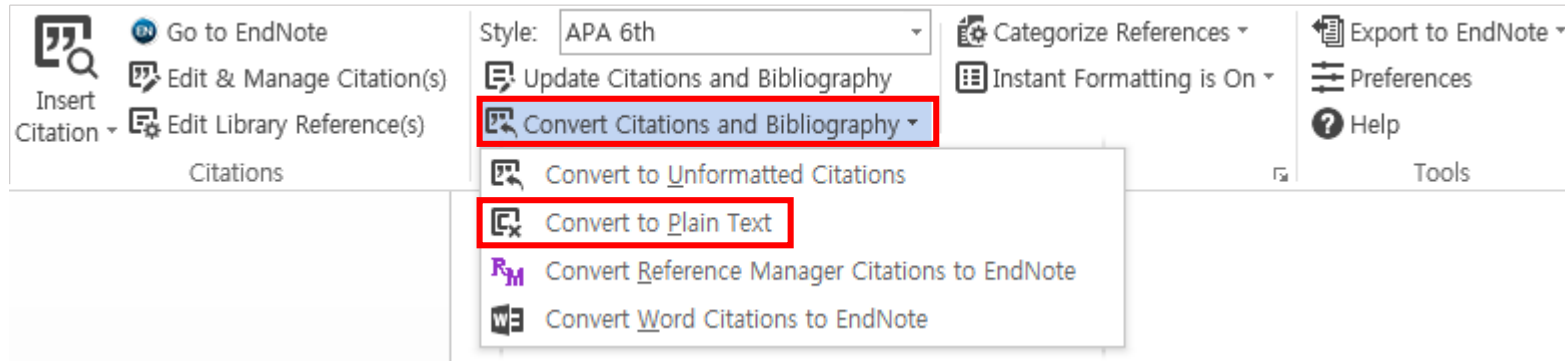 Insert
Citation
Go to EndNote
Edit & Manage Citation(s)
Edit Library Reference(s)
Citations
Style: APA 6th
Update Citations and Bibliography
Convert Citations and Bibliography
Convert to Unformatted Citations
Convert to Plain Text
Convert Reference Manager Citations to EndNote
Convert Word Citations to EndNote
Categorize References
Instant Formatting is On
Export to EndNote
Preferences
Help
Tools